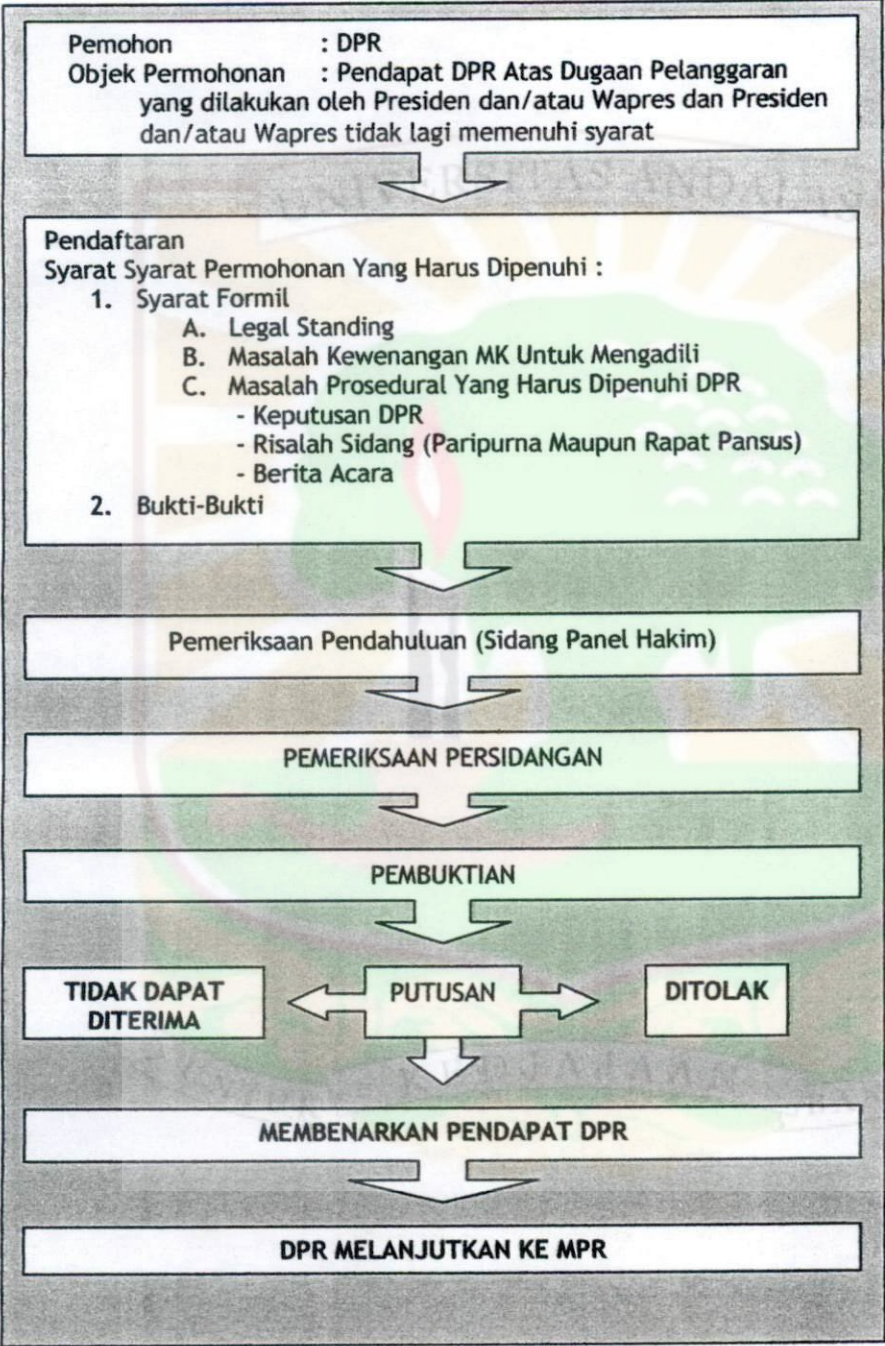 Pemohon : DPR
Objek Permohonan : Pendapat DPR Atas Dugaan Pelanggaran
yang dilakukan oleh Presiden dan/atau Wapres dan Presiden
dan/atau Wapres tidak lagi memenuhi syarat
UNIVERSITAS ANDALAS
Pendaftaran
Syarat Syarat Permohonan Yang Harus Dipenuhi :
1. Syarat Formil
A. Legal Standing
B. Masalah Kewenangan MK Untuk Mengadili
C. Masalah Prosedural Yang Harus Dipenuhi DPR
- Keputusan DPR
- Risalah Sidang (Paripurna Maupun Rapat Pansus)
- Berita Acara
2. Bukti-Bukti
Pemeriksaan Pendahuluan (Sidang Panel Hakim)
PEMERIKSAAN PERSIDANGAN
PEMBUKTIAN
TIDAK DAPAT
DITERIMA
PUTUSAN
DITOLAK
MEMBENARKAN PENDAPAT DPR
DPR MELANJUTKAN KE MPR